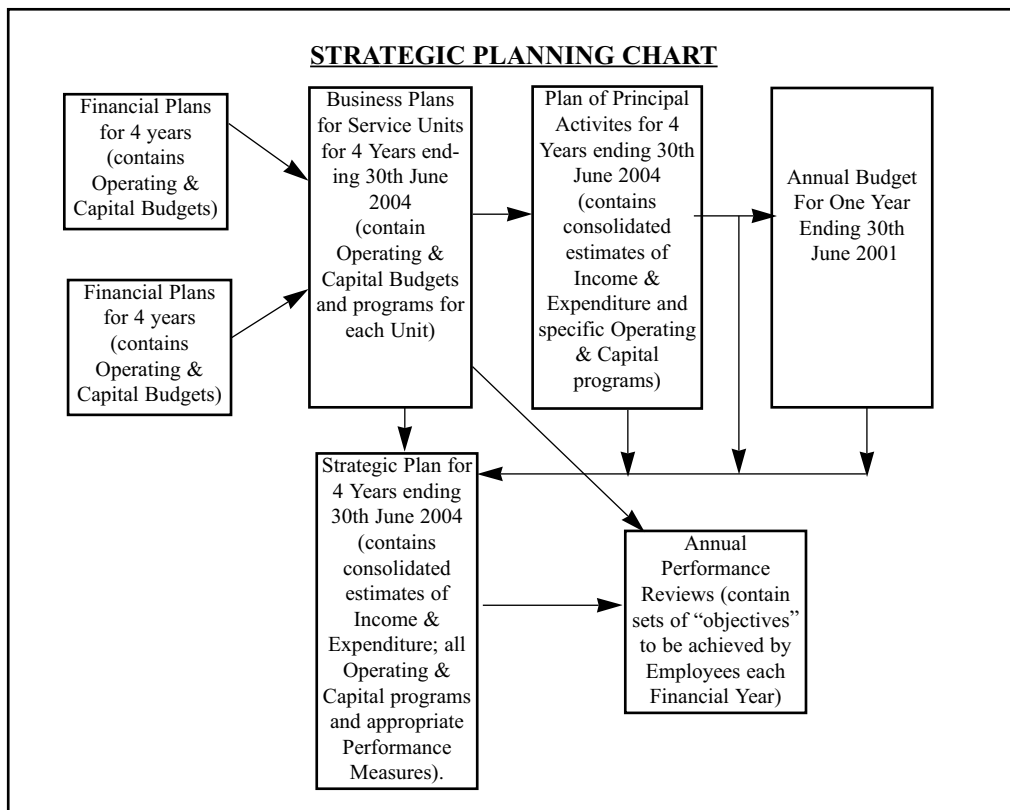 STRATEGIC PLANNING CHART
Financial Plans
for 4 years
(contains
Operating &
Capital Budgets)
Financial Plans
for 4 years
(contains
Operating &
Capital Budgets)
Business Plans
for Service Units
for 4 Years end-
ing 30th June
2004
(contain
Operating &
Capital Budgets
and programs for
each Unit)
Plan of Principal
Activites for 4
Years ending 30th
June 2004
(contains
consolidated
estimates of
Income &
Expenditure and
specific Operating
& Capital
programs)
Annual Budget
For One Year
Ending 30th
June 2001
Strategic Plan for
4 Years ending
30th June 2004
(contains
consolidated
estimates of
Income &
Expenditure; all
Operating &
Capital programs
and appropriate
Performance
Measures).
Annual
Performance
Reviews (contain
sets of “objectives”
to be achieved by
Employees each
Financial Year)